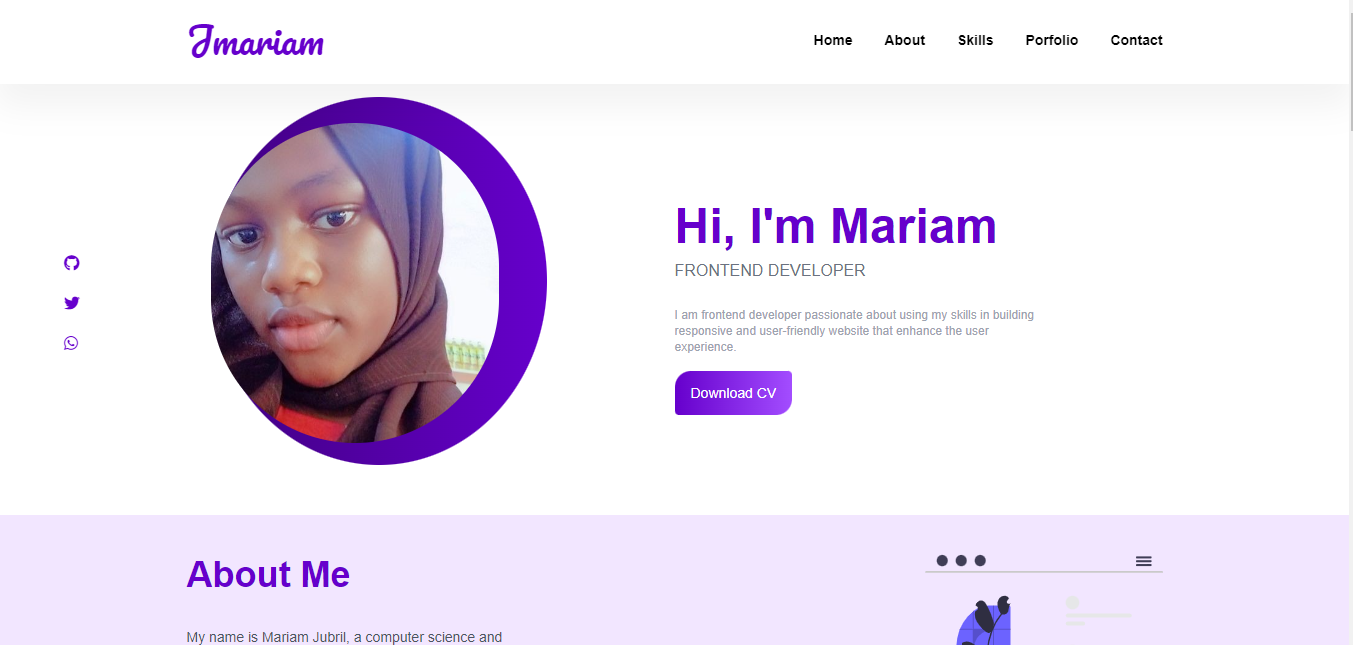 Jmariam
Home About Skills Porfolio Contact
Hi, I'm Mariam
FRONTEND DEVELOPER
I am frontend developer passionate about using my skills in building
responsive and user-friendly website that enhance the user
experience.
Download CV
About Me
My name is Mariam Jubril, a computer science and